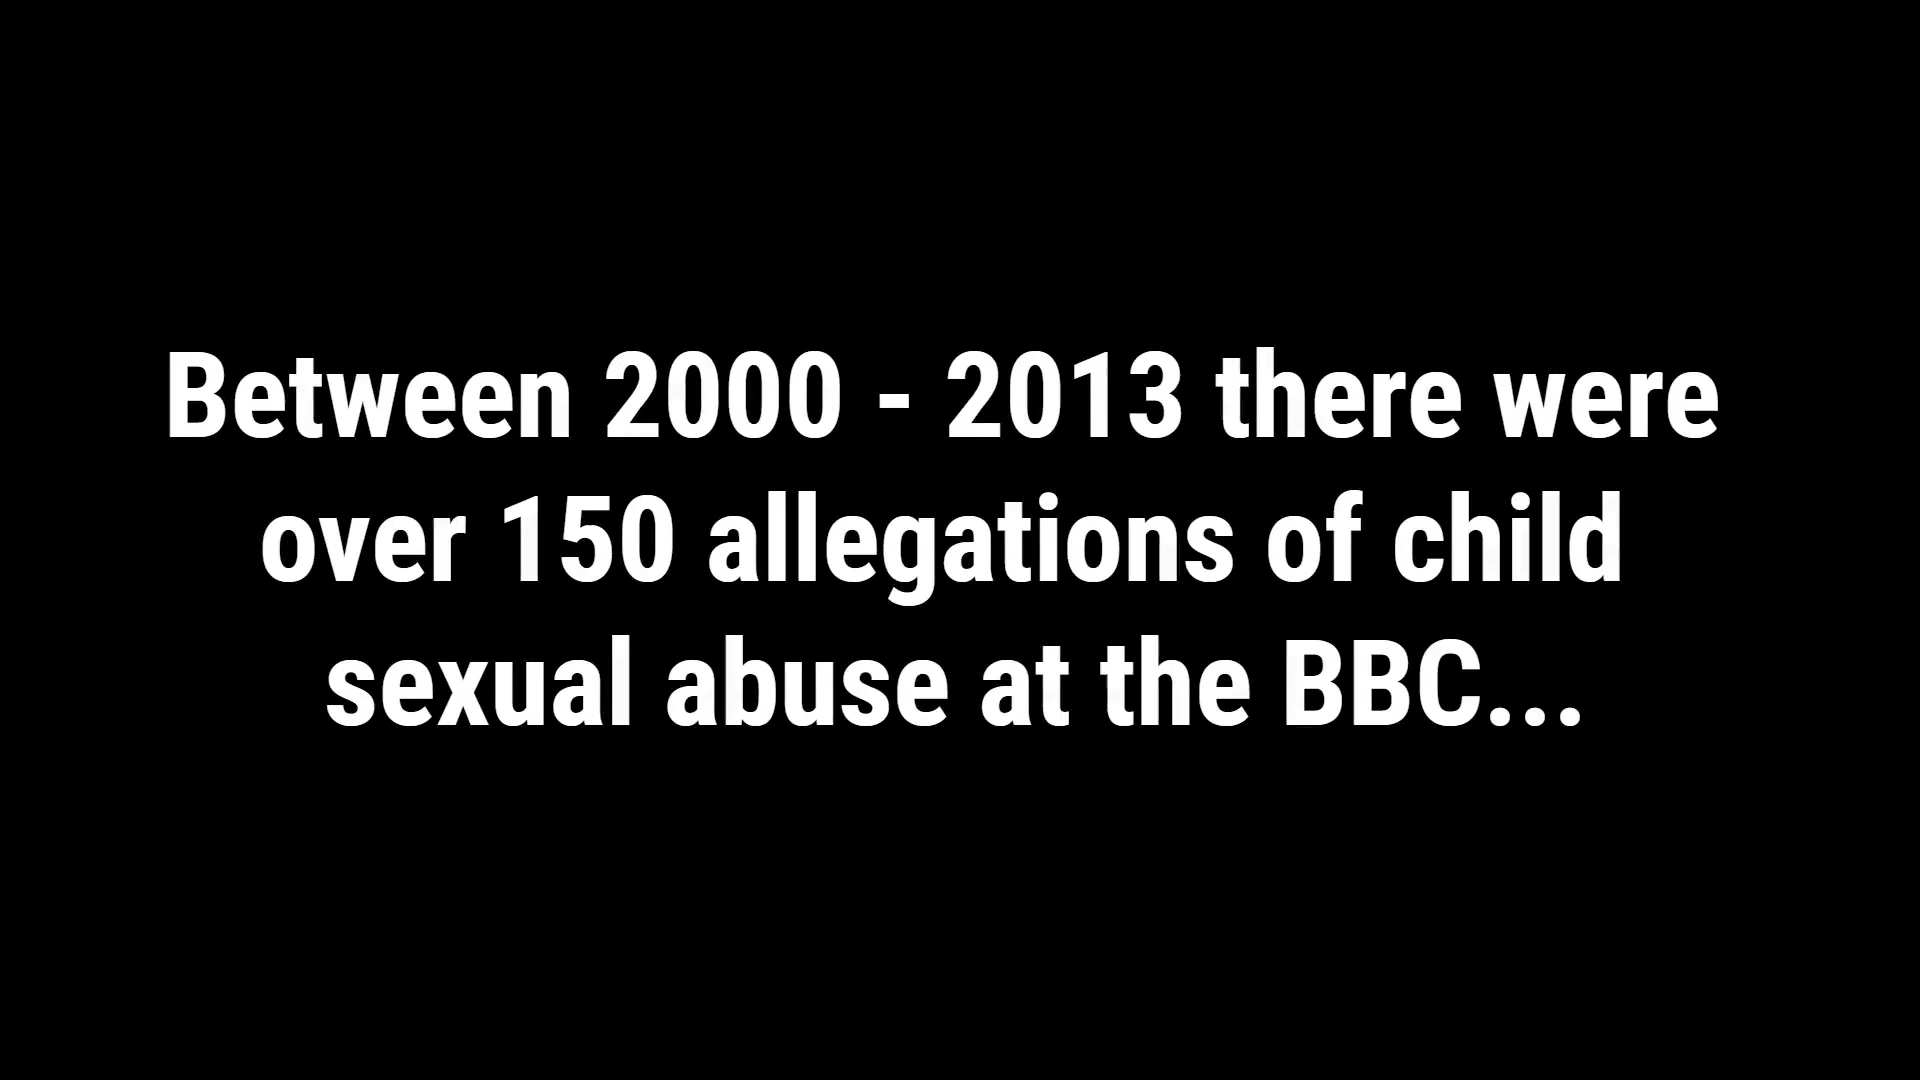 Between 2000 - 2013 there were
over 150 allegations of child
sexual abuse at the BBC...